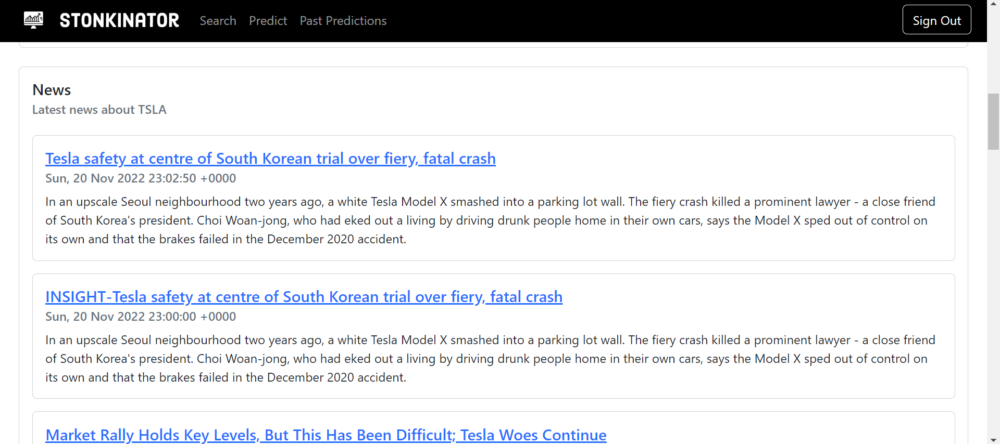 STONKINATOR Search Predict Past Predictions Sign Out
News
Latest news about TSLA
Tesla safety at centre of South Korean trial over fiery, fatal crash
Sun, 20 Nov 2022 23:02:50 +0000
In an upscale Seoul neighbourhood two years ago, a white Tesla Model X smashed into a parking lot wall. The fiery crash killed a prominent lawyer - a close friend
of South Korea's president. Choi Woan-jong, who had eked out a living by driving drunk people home in their own cars, says the Model X sped out of control on
its own and that the brakes failed in the December 2020 accident.
INSIGHT-Tesla safety at centre of South Korean trial over fiery, fatal crash
Sun, 20 Nov 2022 23:00:00 +0000
In an upscale Seoul neighbourhood two years ago, a white Tesla Model X smashed into a parking lot wall. The fiery crash killed a prominent lawyer - a close friend
of South Korea's president. Choi Woan-jong, who had eked out a living by driving drunk people home in their own cars, says the Model X sped out of control on
its own and that the brakes failed in the December 2020 accident.
Market Rally Holds Key Levels, But This Has Been Difficult; Tesla Woes Continue